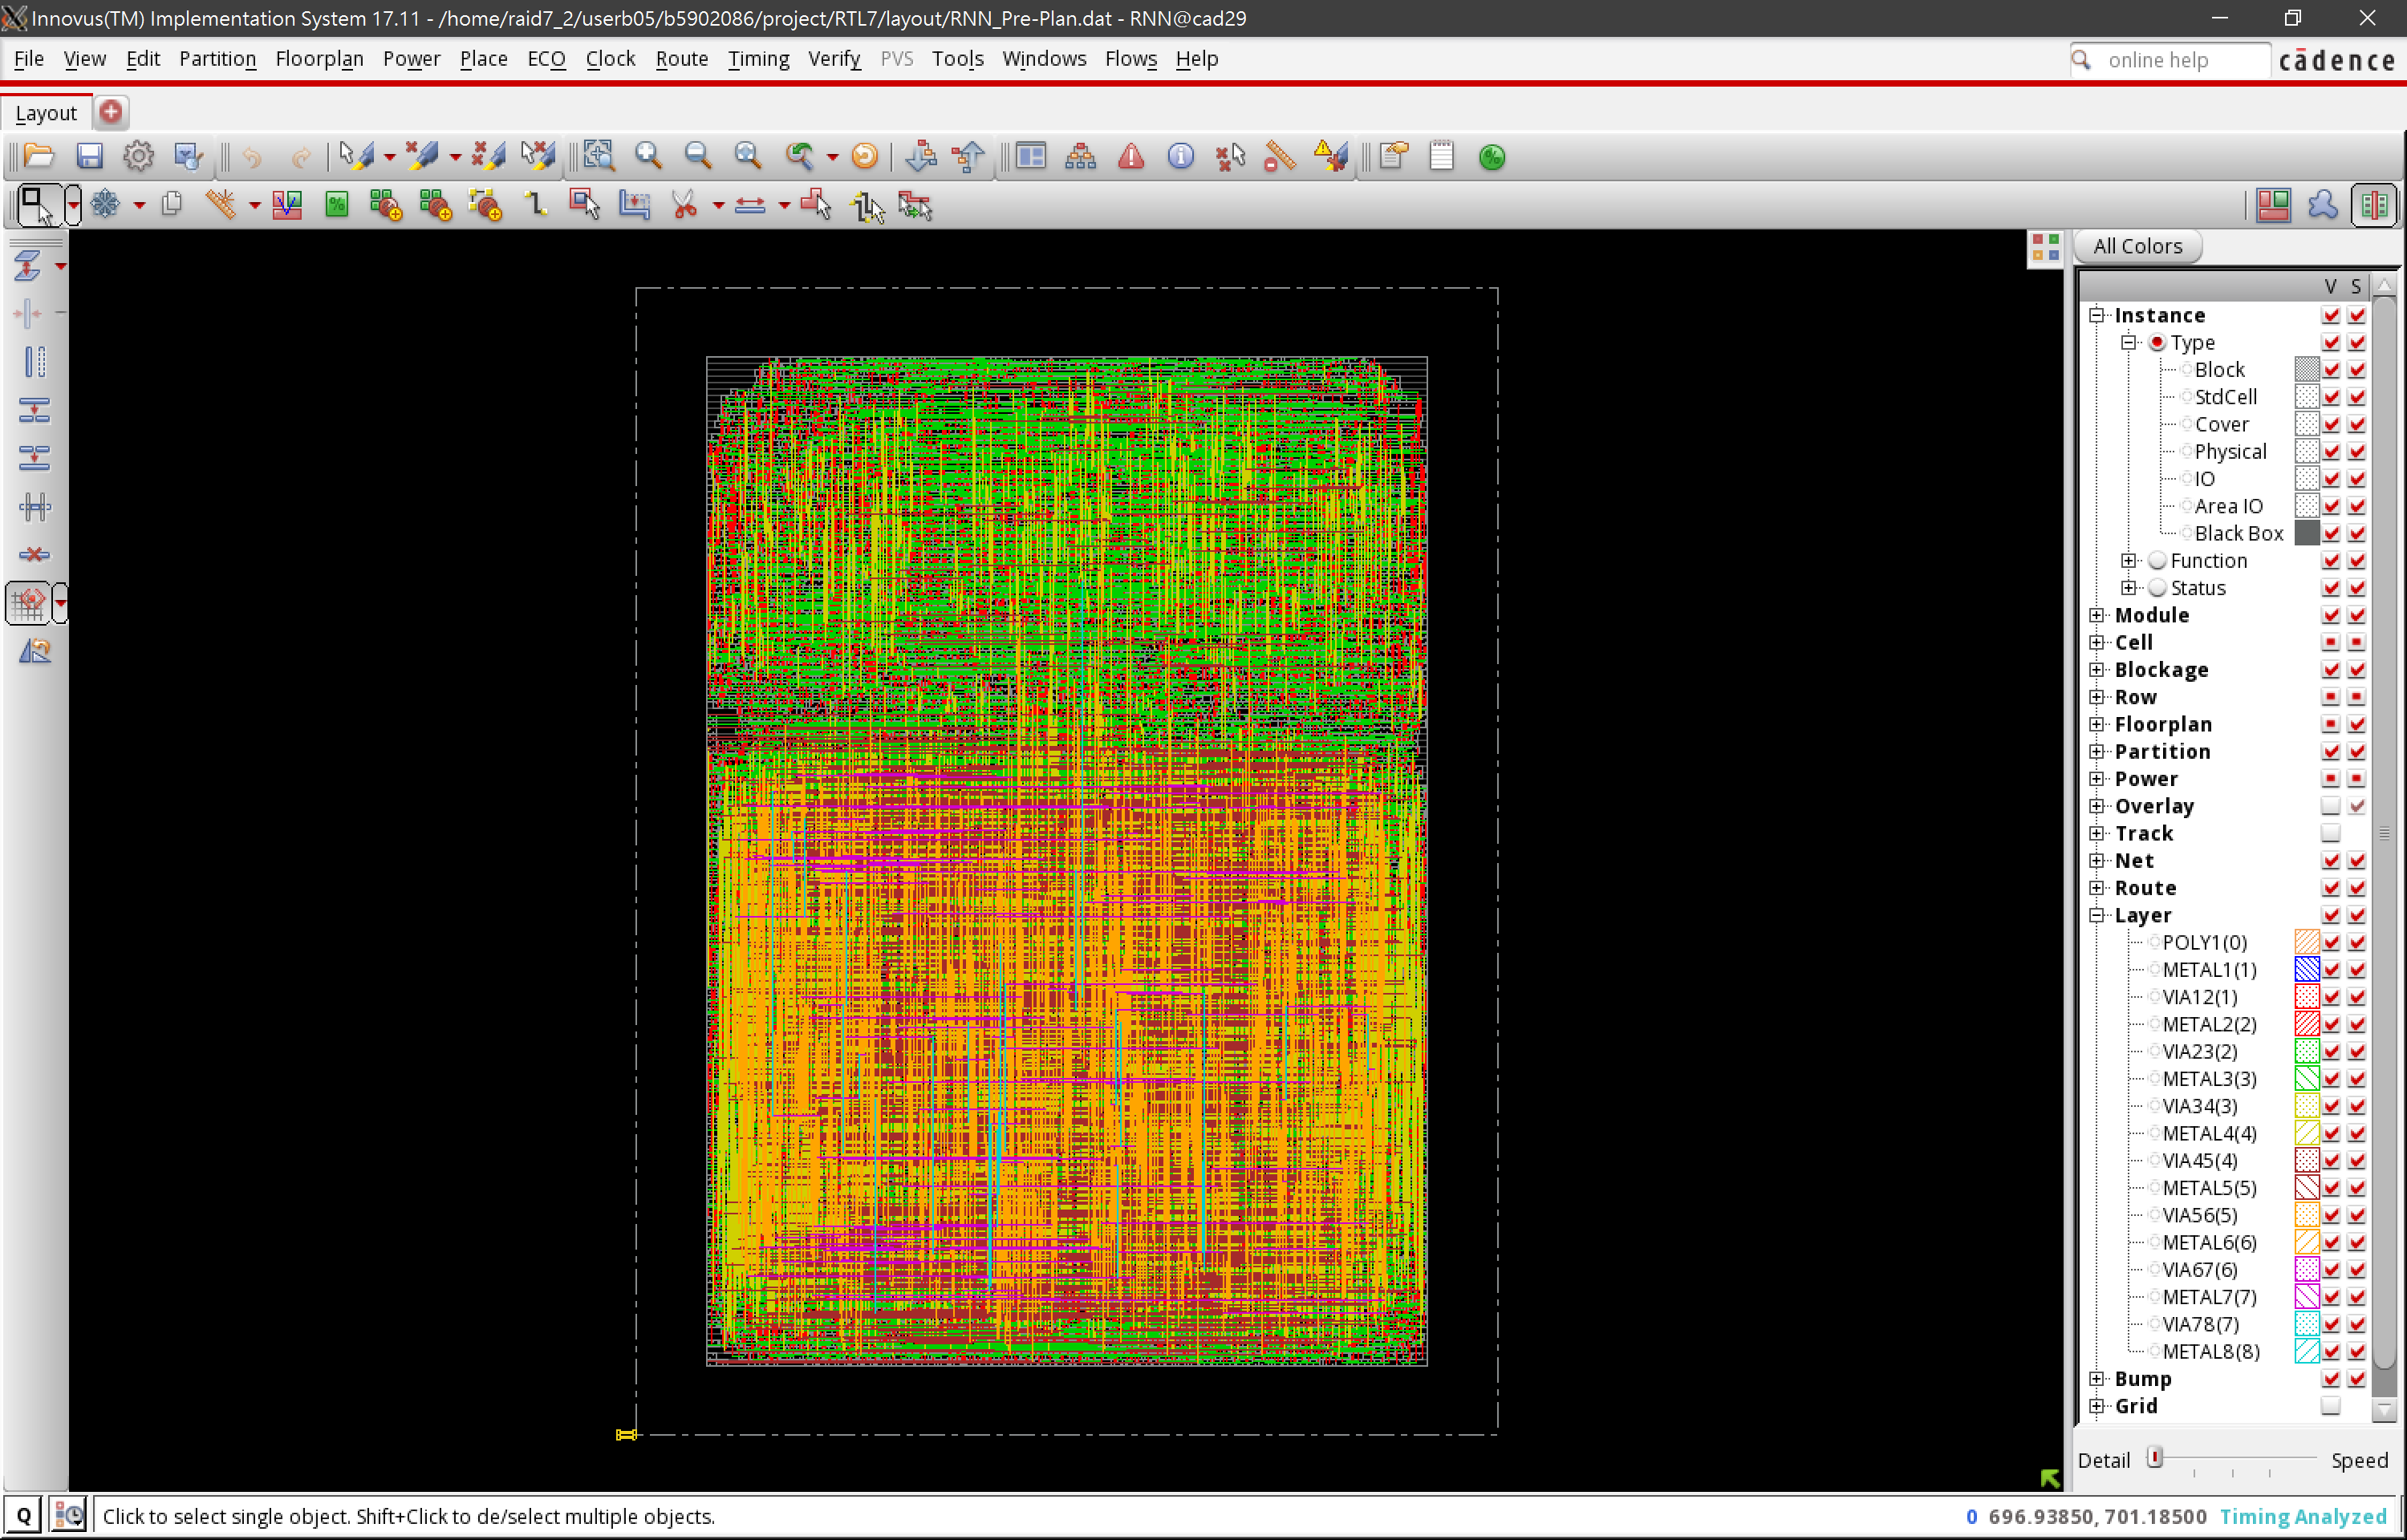 Innovus(TM) Implementation System 17.11 - /home/raid7_2/userb05/b5902086/project/RTL7/layout/RNN_Pre-Plan.dat - RNN@cad29
File View Edit Partition Floorplan Power Place ECO Clock Route Timing Verify PVS Tools Windows Flows Help
online help
cādence
Layout
All Colors
V S
Instance
Type
Block
StdCell
Cover
Physical
IO
Area IO
Black Box
Function
Status
Module
Cell
Blockage
Row
Floorplan
Partition
Power
Overlay
Track
Net
Route
Layer
POLY1(0)
METAL1(1)
VIA12(1)
METAL2(2)
VIA23(2)
METAL3(3)
VIA34(3)
METAL4(4)
VIA45(4)
METAL5(5)
VIA56(5)
METAL6(6)
VIA67(6)
METAL7(7)
VIA78(7)
METAL8(8)
Bump
Grid
Detail Speed
Q Click to select single object. Shift+Click to de/select multiple objects. 0 696.93850, 701.18500 Timing Analyzed